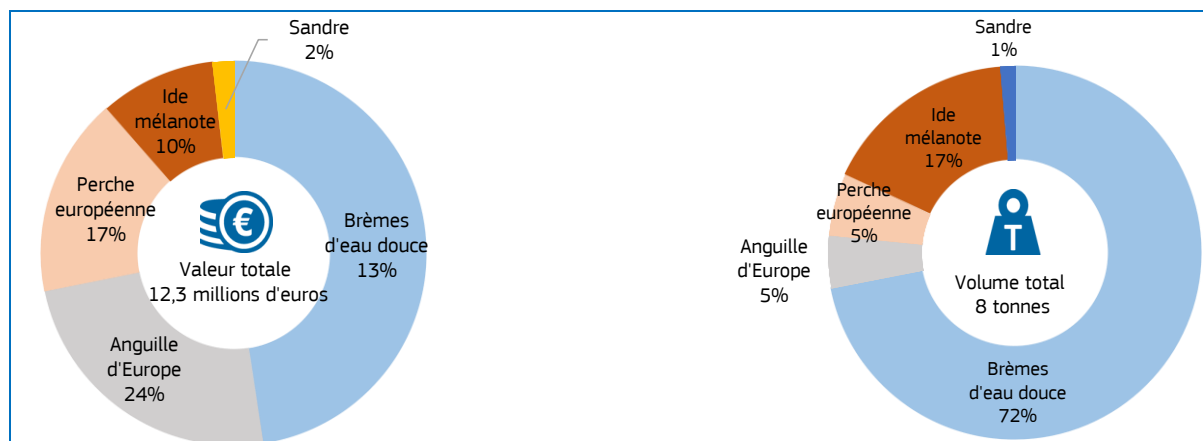 Sandre
2%
Ide
mélanote
10%
Perche
européenne
17%
Brèmes
d'eau douce
13%
Valeur totale
12,3 millions d'euros
Anguille
d'Europe
24%
Sandre
1%
Ide
mélanote
17%
Perche
européenne
5%
Anguille
d'Europe
5%
T
Volume total
8 tonnes
Brèmes
d'eau douce
72%